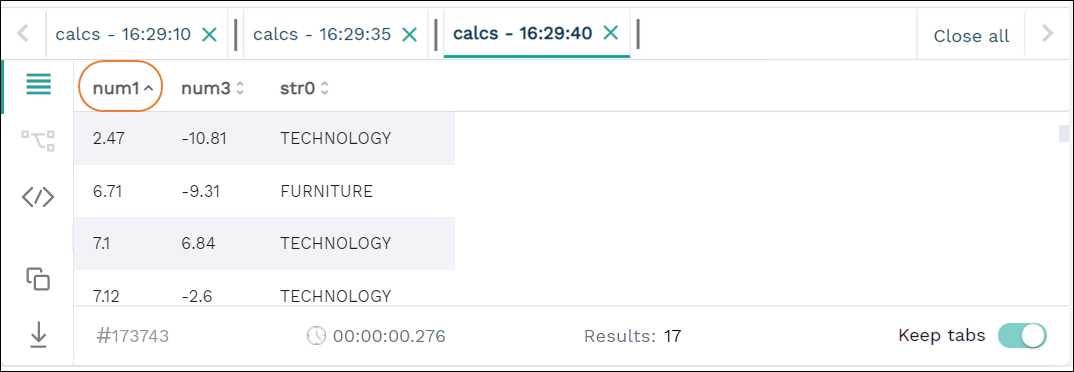 calcs - 16:29:10 calcs - 16:29:35 calcs - 16:29:40 Close all
num1 num3 str0
2.47 -10.81 TECHNOLOGY
6.71 -9.31 FURNITURE
7.1 6.84 TECHNOLOGY
7.12 -2.6 TECHNOLOGY
#173743 00:00:00.276 Results: 17 Keep tabs